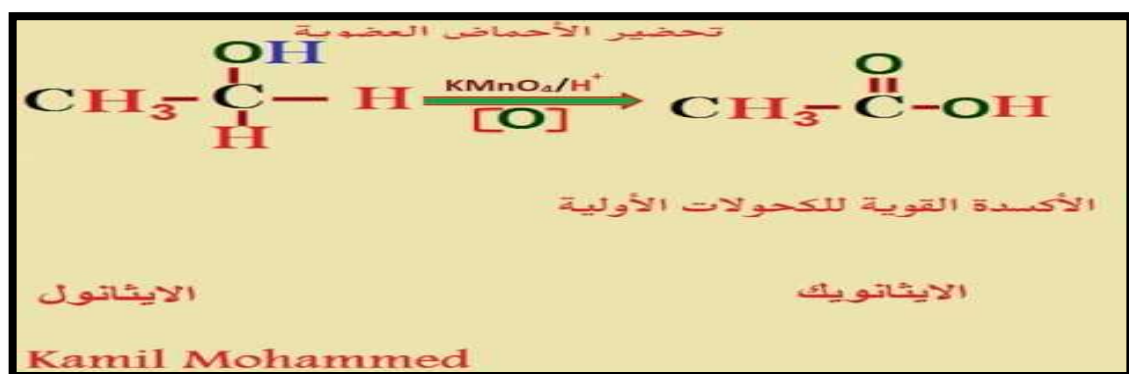 تحضير الأحماض العضوية
OH O
CH₃-C-H KMnO₄/H⁺ CH₃-C-OH
H [O]
الأكسدة القوية للكحولات الأولية
الايثانول الايثانويك
Kamil Mohammed